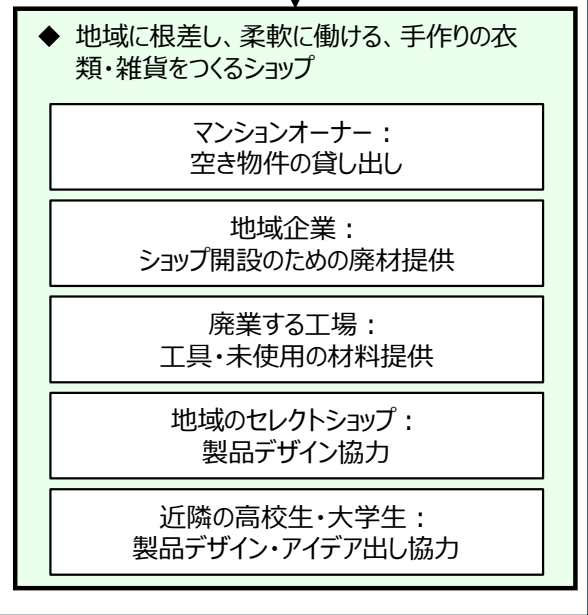 ◆ 地域に根差し、柔軟に働ける、手作りの衣
類・雑貨をつくるショップ
マンションオーナー：
空き物件の貸し出し
地域企業：
ショップ開設のための廃材提供
廃業する工場：
工具・未使用の材料提供
地域のセレクトショップ：
製品デザイン協力
近隣の高校生・大学生：
製品デザイン・アイデア出し協力